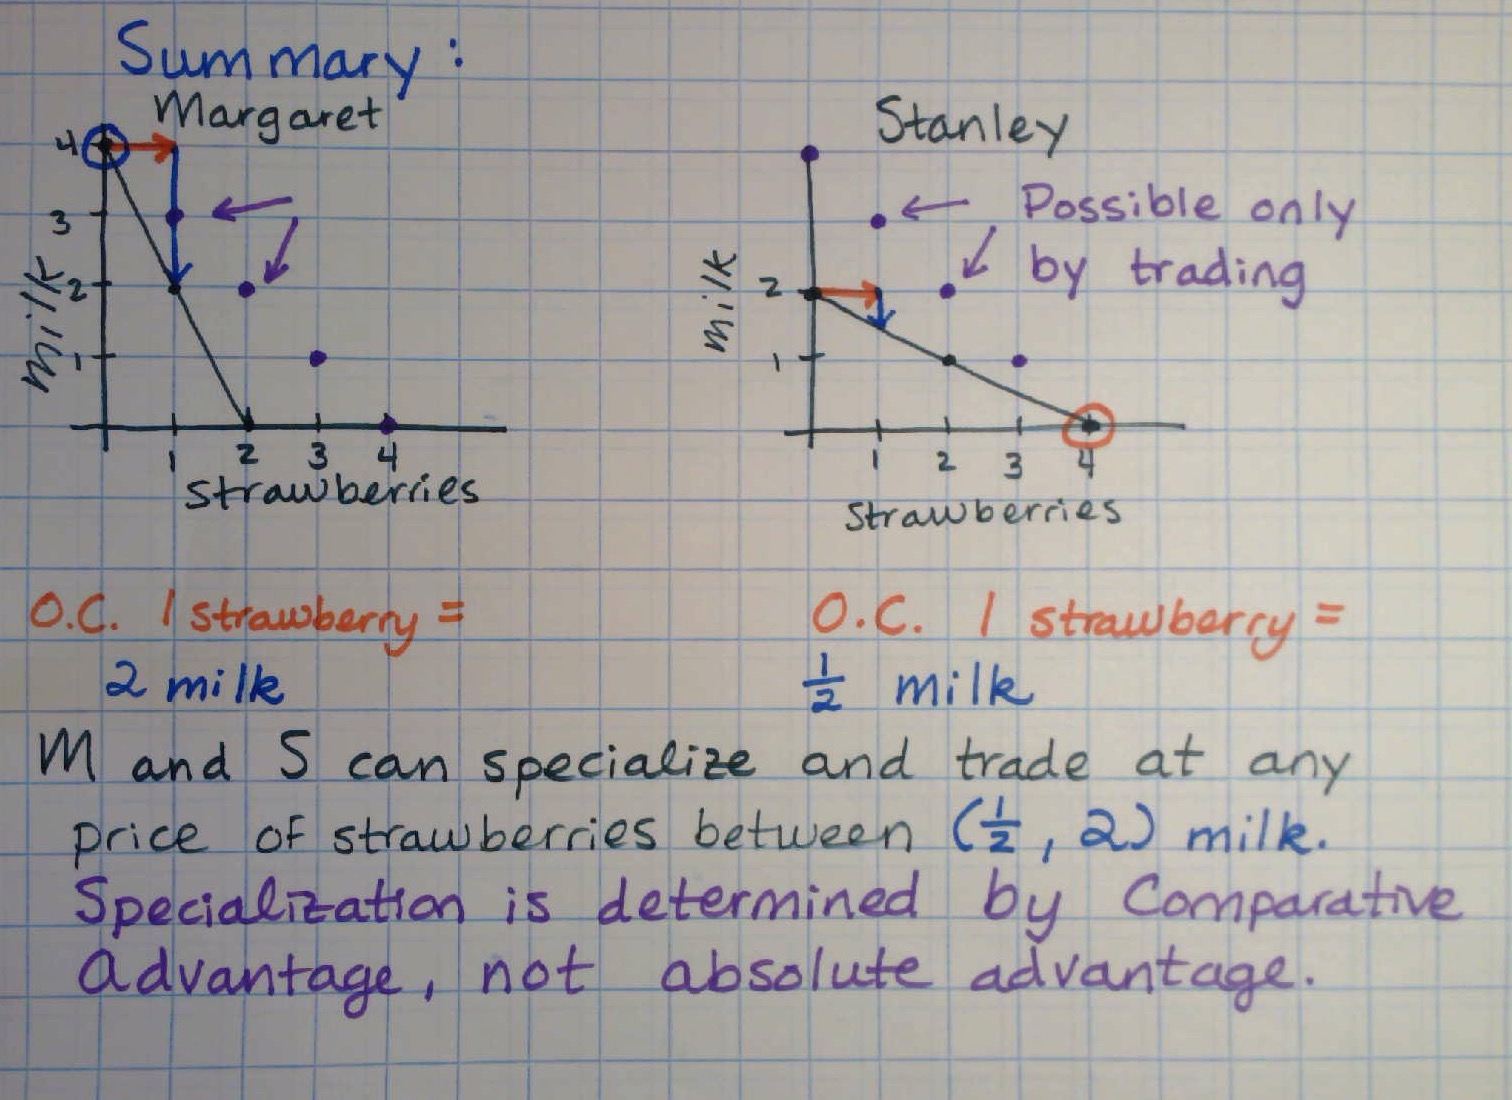 Summary:
Margaret
4
3
2
1
milk
1 2 3 4
strawberries
Stanley
Possible only
by trading
2
1
milk
1 2 3 4
strawberries
O.C. 1 strawberry =
2 milk
O.C. 1 strawberry =
1/2 milk
M and S can specialize and trade at any
price of strawberries between (1/2, 2) milk.
Specialization is determined by Comparative
advantage, not absolute advantage.